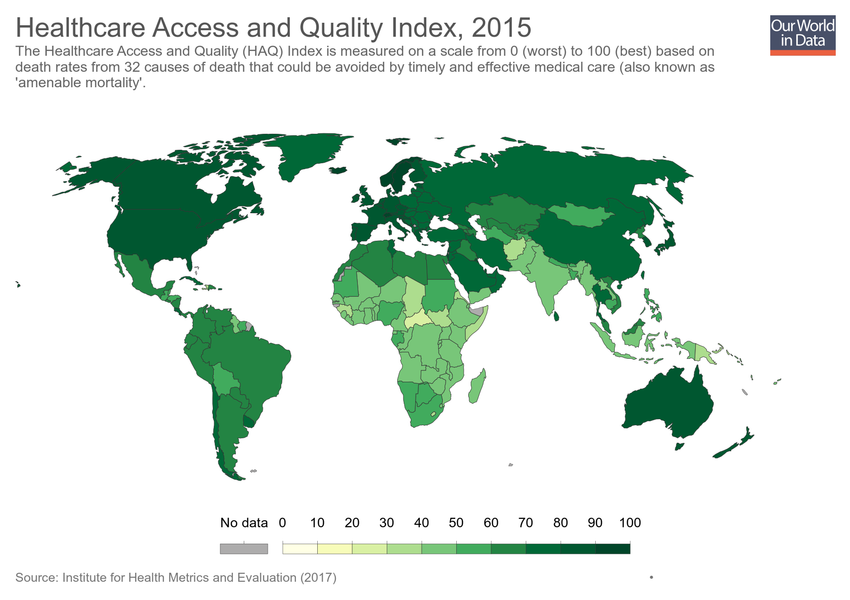 Healthcare Access and Quality Index, 2015
Our World
in Data
The Healthcare Access and Quality (HAQ) Index is measured on a scale from 0 (worst) to 100 (best) based on
death rates from 32 causes of death that could be avoided by timely and effective medical care (also known as
'amenable mortality'.
No data 0 10 20 30 40 50 60 70 80 90 100
Source: Institute for Health Metrics and Evaluation (2017)